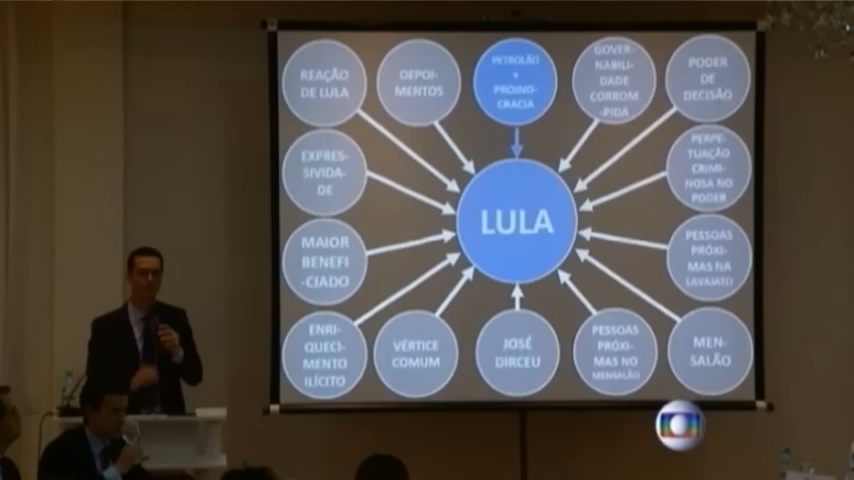 REAÇÃO
DE LULA
DEPOI-
MENTOS
PETROLÃO
+
PROINO-
CRACIA
GOVER-
NABILI-
DADE
CORROM-
-PIDA
PODER
DE
DECISÃO
EXPRES-
SIVIDA-
DE
PERPE-
TUAÇÃO
CRIMI-
NOSA NO
PODER
LULA
MAIOR
BENEFI
-CIADO
PESSOAS
PRÓXI-
MAS NA
LAVAJATO
ENRI-
QUECI-
MENTO
ILÍCITO
VÉRTICE
COMUM
JOSÉ
DIRCEU
PESSOAS
PRÓXI-
MAS NO
MENSALÃO
MEN-
SALÃO